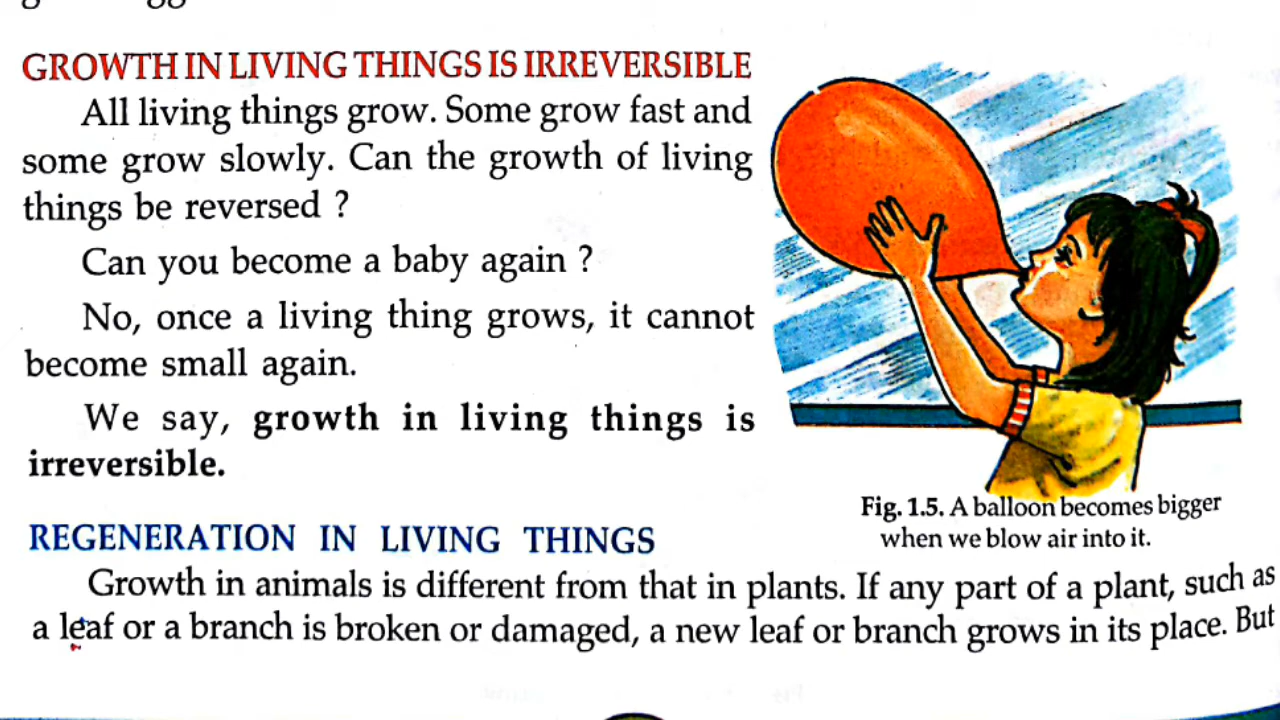 GROWTH IN LIVING THINGS IS IRREVERSIBLE
All living things grow. Some grow fast and
some grow slowly. Can the growth of living
things be reversed ?
Can you become a baby again ?
No, once a living thing grows, it cannot
become small again.
We say, growth in living things is
irreversible.
Fig. 1.5. A balloon becomes bigger
when we blow air into it.
REGENERATION IN LIVING THINGS
Growth in animals is different from that in plants. If any part of a plant, such as
a leaf or a branch is broken or damaged, a new leaf or branch grows in its place. But